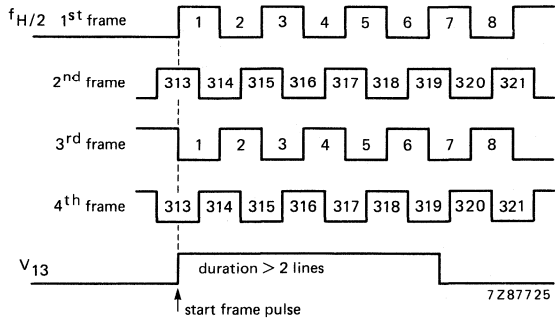 fH/2 1st frame 1 2 3 4 5 6 7 8
2nd frame 313 314 315 316 317 318 319 320 321
3rd frame 1 2 3 4 5 6 7 8
4th frame 313 314 315 316 317 318 319 320 321
V13 duration > 2 lines
7Z87725
start frame pulse